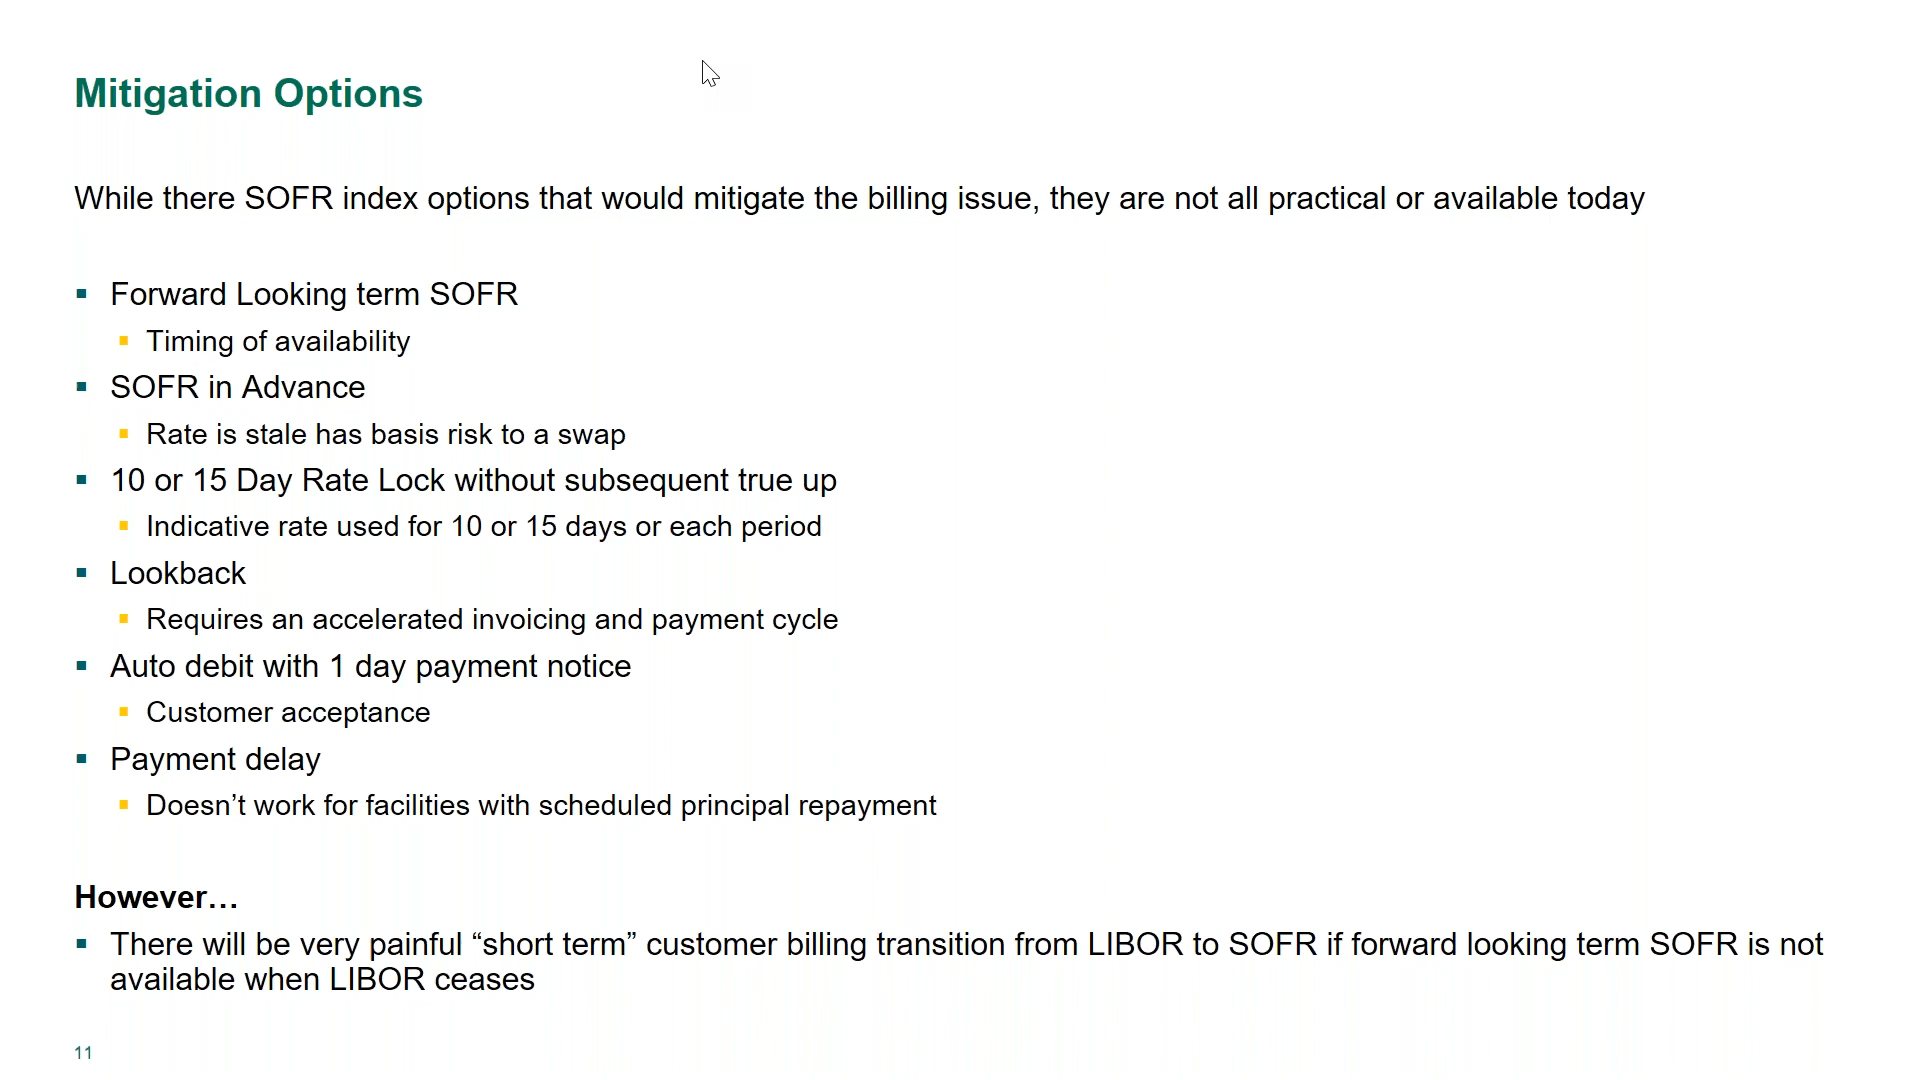 Mitigation Options
While there SOFR index options that would mitigate the billing issue, they are not all practical or available today
Forward Looking term SOFR
Timing of availability
SOFR in Advance
Rate is stale has basis risk to a swap
10 or 15 Day Rate Lock without subsequent true up
Indicative rate used for 10 or 15 days or each period
Lookback
Requires an accelerated invoicing and payment cycle
Auto debit with 1 day payment notice
Customer acceptance
Payment delay
Doesn’t work for facilities with scheduled principal repayment
However…
There will be very painful “short term” customer billing transition from LIBOR to SOFR if forward looking term SOFR is not
available when LIBOR ceases
11